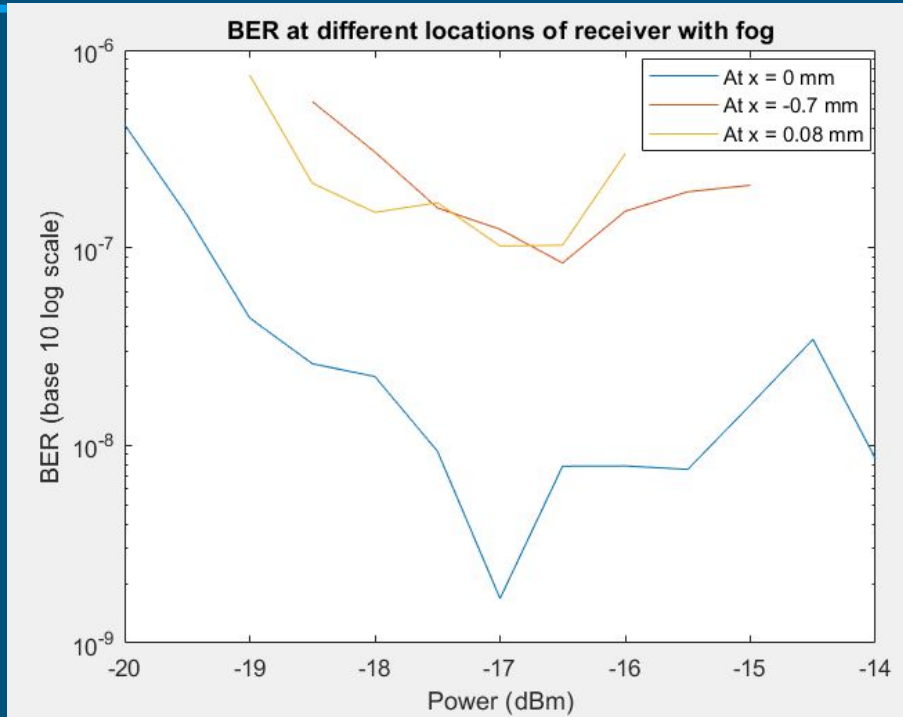 BER at different locations of receiver with fog
10^-6
At x = 0 mm
At x = -0.7 mm
At x = 0.08 mm
10^-7
BER (base 10 log scale)
10^-8
10^-9
-20 -19 -18 -17 -16 -15 -14
Power (dBm)